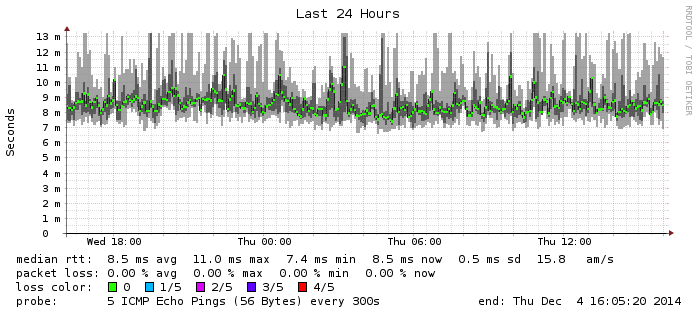 Last 24 Hours
RRDTOOL / TOBI OETIKER
Seconds
13 m
12 m
11 m
10 m
9 m
8 m
7 m
6 m
5 m
4 m
3 m
2 m
1 m
0
Wed 18:00 Thu 00:00 Thu 06:00 Thu 12:00
median rtt: 8.5 ms avg 11.0 ms max 7.4 ms min 8.5 ms now 0.5 ms sd 15.8 am/s
packet loss: 0.00 % avg 0.00 % max 0.00 % min 0.00 % now
loss color: 0 1/5 2/5 3/5 4/5
probe: 5 ICMP Echo Pings (56 Bytes) every 300s end: Thu Dec 4 16:05:20 2014